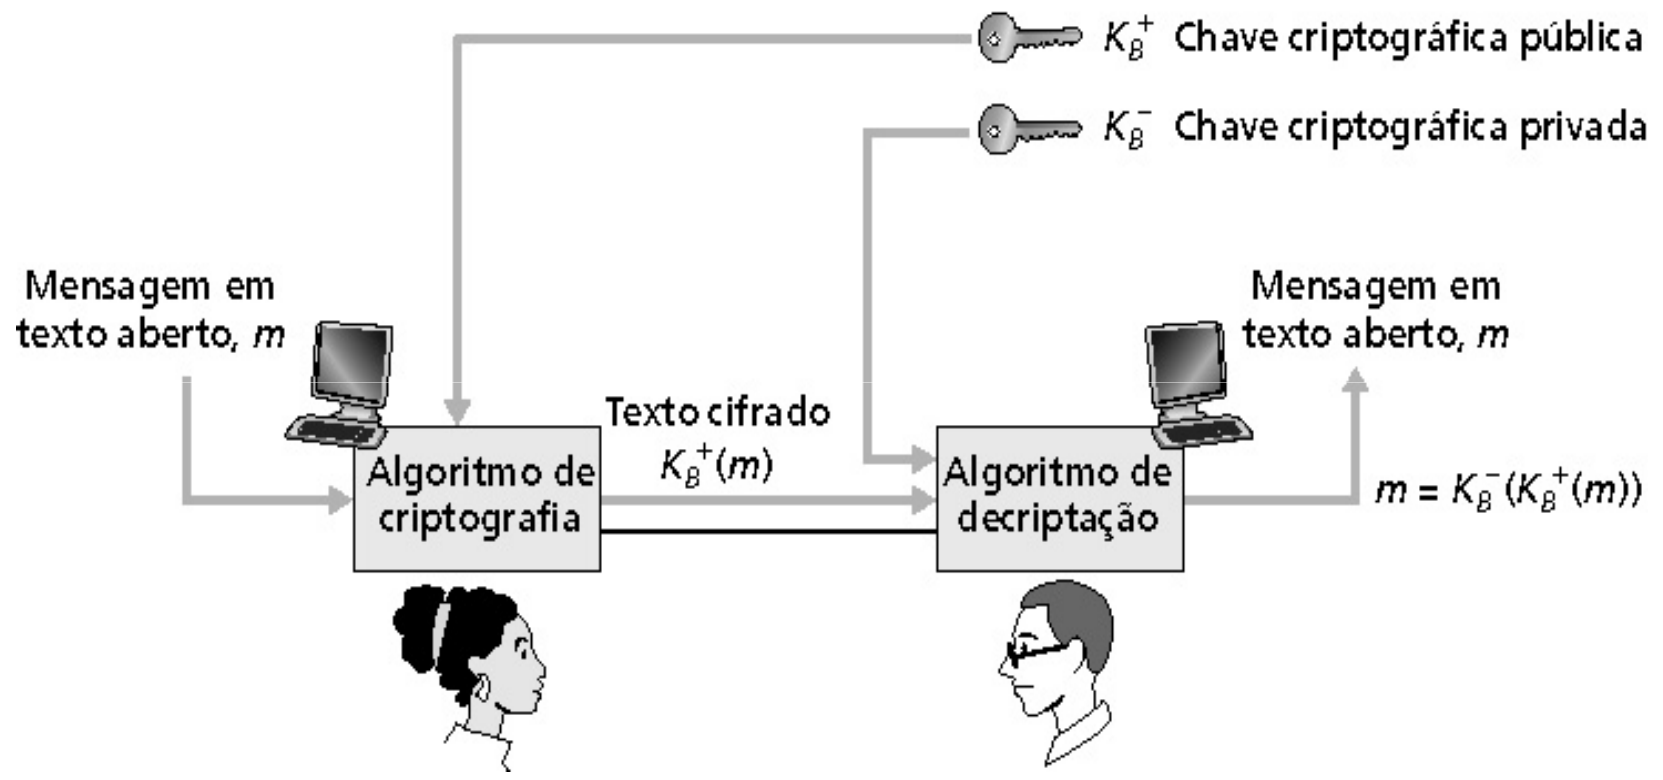 K_B^+ Chave criptográfica pública
K_B^- Chave criptográfica privada
Mensagem em
texto aberto, m
Mensagem em
texto aberto, m
Texto cifrado
K_B^+(m)
Algoritmo de
criptografia
Algoritmo de
decriptação
m = K_B^-(K_B^+(m))